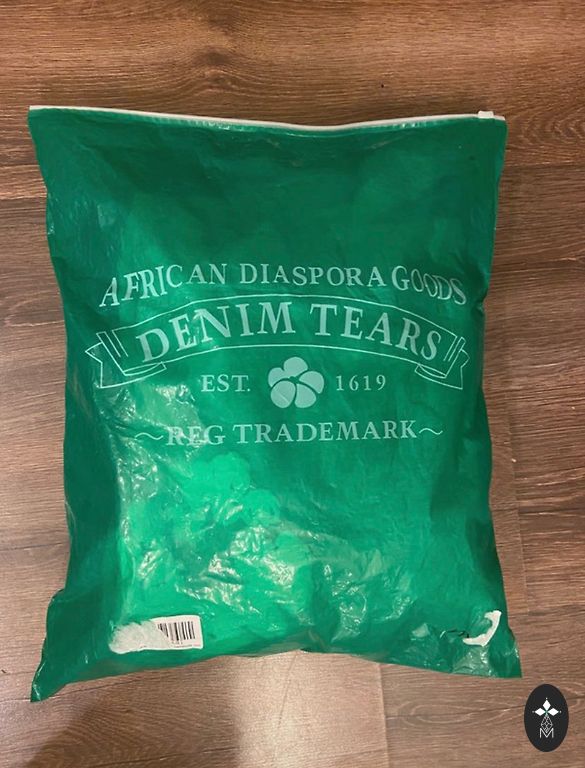 AFRICAN DIASPORA GOODS
DENIM TEARS
EST. 1619
~REG TRADEMARK~